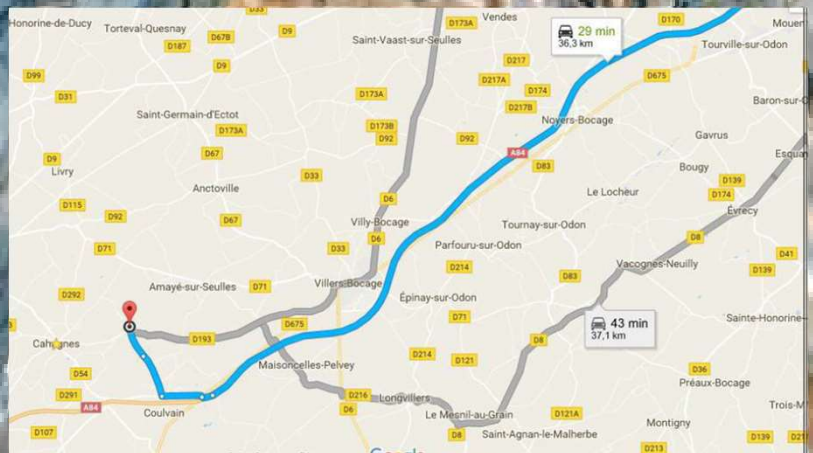 Honorine-de-Ducy
Torteval-Quesnay
D33
D9
D173A
Vendes
D170
Mouen
D187
D67B
D9
Saint-Vaast-sur-Seulles
29 min
36,3 km
Tourville-sur-Odon
D99
D31
D217
D217A
D174
D217B
D675
D173A
Baron-sur-O
Saint-Germain-d'Ectot
D173A
D173B
D92
Noyers-Bocage
D9
D67
D92
A84
D83
Gavrus
Esqua
Livry
Anctoville
D33
Bougy
D139
D174
D115
D92
D6
Le Locheur
Évrecy
D67
Villy-Bocage
Tournay-sur-Odon
D71
D33
D6
Parfouru-sur-Odon
D8
D41
D214
D83
Vacognes-Neuilly
D139
D292
Amayé-sur-Seulles
D71
Villers-Bocage
Épinay-sur-Odon
D71
43 min
37,1 km
Sainte-Honorine-
Cahagnes
D193
D675
D8
D54
Maisoncelles-Pelvey
D214
D121
D36
Préaux-Bocage
D291
A84
Coulvain
D216
D6
Longvillers
Le Mesnil-au-Grain
D121A
Trois-M
D107
D8
Saint-Agnan-le-Malherbe
Montigny
D213
D139
Google